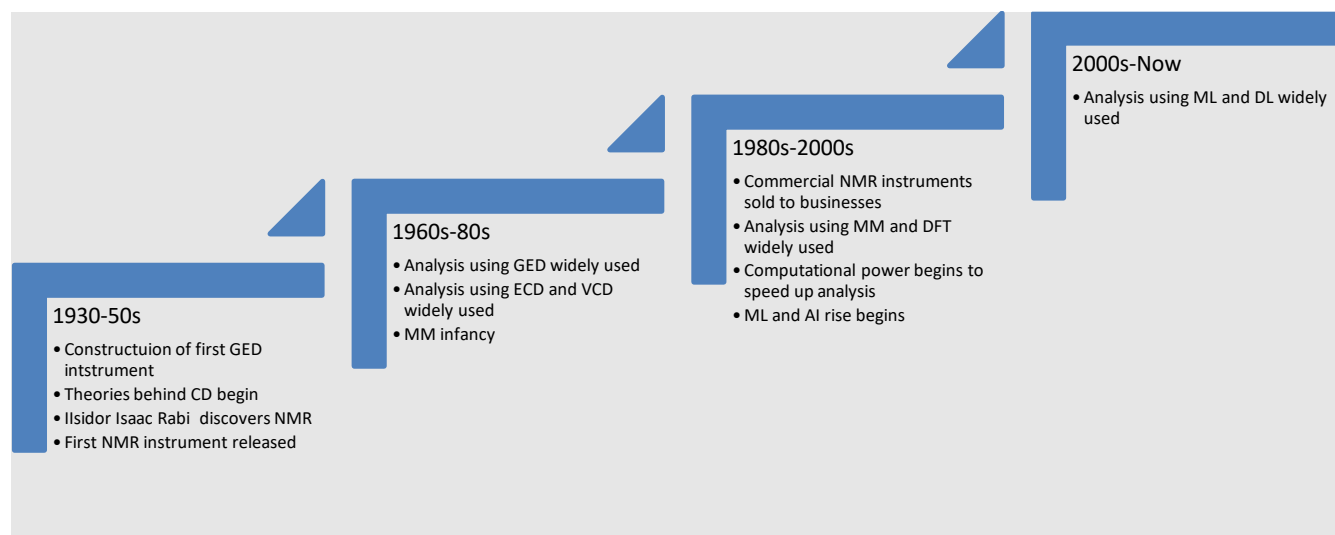 1930-50s
• Constructuion of first GED
intstrument
• Theories behind CD begin
• IIsidor Isaac Rabi  discovers NMR
• First NMR instrument released
1960s-80s
• Analysis using GED widely used
• Analysis using ECD and VCD
widely used
• MM infancy
1980s-2000s
• Commercial NMR instruments
sold to businesses
• Analysis using MM and DFT
widely used
• Computational power begins to
speed up analysis
• ML and AI rise begins
2000s-Now
• Analysis using ML and DL widely
used